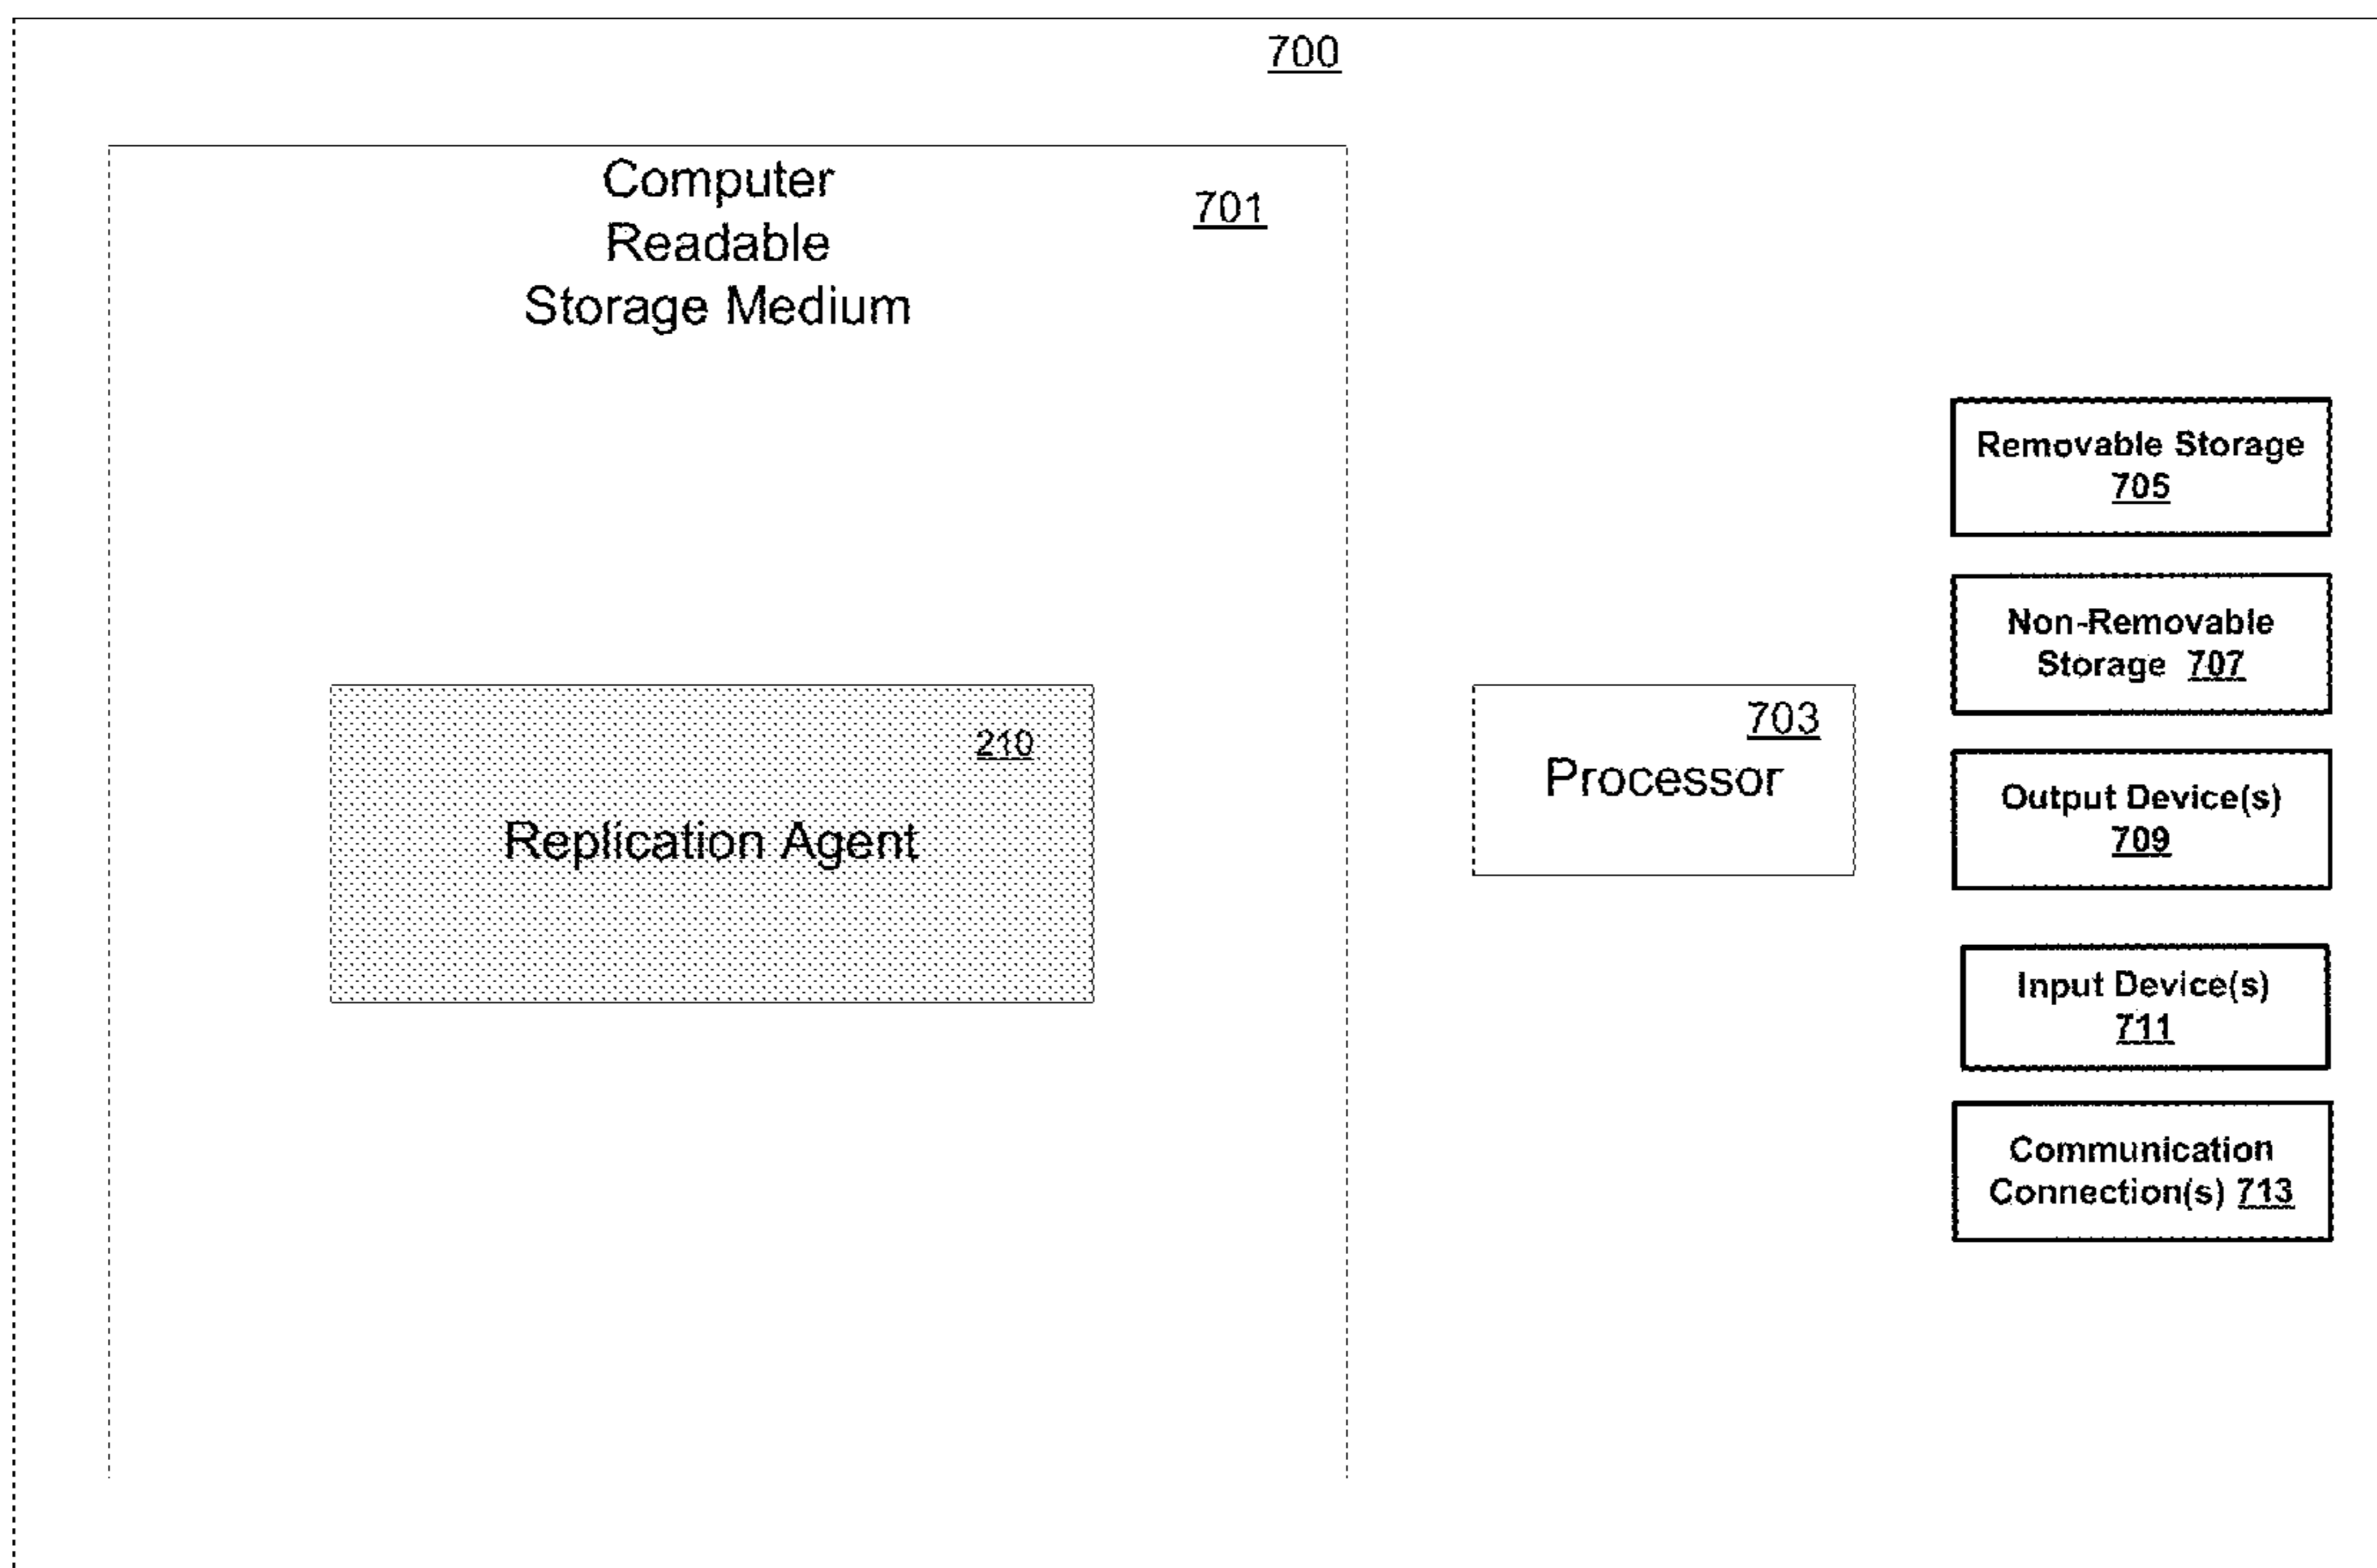 700
Computer
Readable
Storage Medium
701
210
Replication Agent
703
Processor
Removable Storage
705
Non-Removable
Storage 707
Output Device(s)
709
Input Device(s)
711
Communication
Connection(s) 713